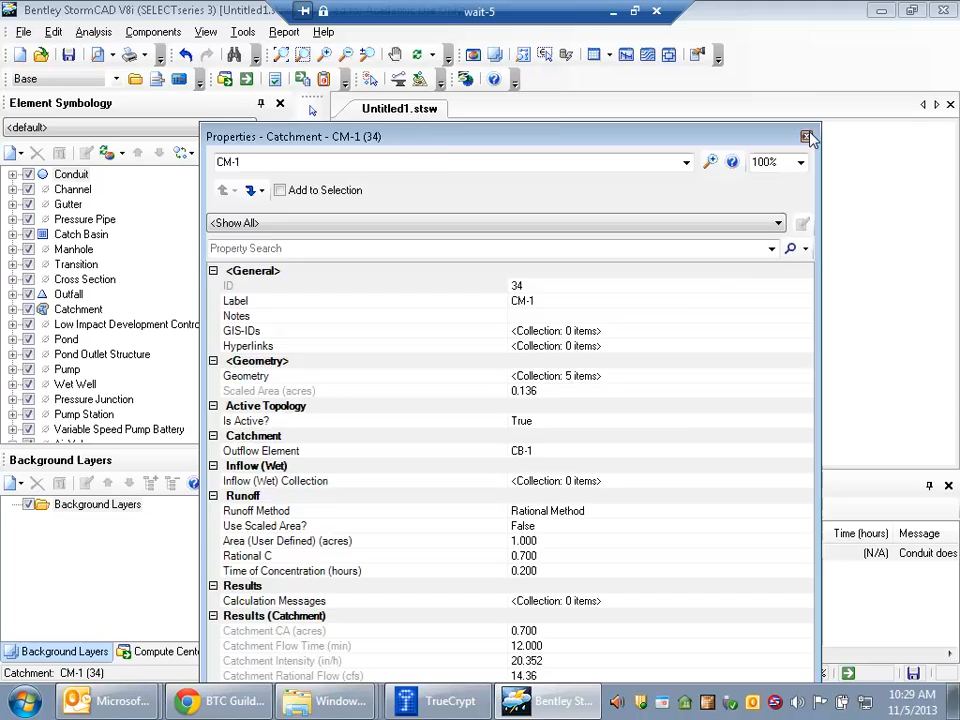 Bentley StormCAD V8i (SELECTseries 3) [Untitled1.
wait-5
File Edit Analysis Components View Tools Report Help
Base
Element Symbology
Untitled1.stsw
<default>
Properties - Catchment - CM-1 (34)
CM-1
100%
Add to Selection
<Show All>
Property Search
Conduit
Channel
Gutter
Pressure Pipe
Catch Basin
Manhole
Transition
Cross Section
Outfall
Catchment
Low Impact Development Contro
Pond
Pond Outlet Structure
Pump
Wet Well
Pressure Junction
Pump Station
Variable Speed Pump Battery
<General>
ID 34
Label CM-1
Notes
GIS-IDs <Collection: 0 items>
Hyperlinks <Collection: 0 items>
<Geometry>
Geometry <Collection: 5 items>
Scaled Area (acres) 0.136
Active Topology
Is Active? True
Catchment
Outflow Element CB-1
Inflow (Wet)
Inflow (Wet) Collection <Collection: 0 items>
Runoff
Runoff Method Rational Method
Use Scaled Area? False
Area (User Defined) (acres) 1.000
Rational C 0.700
Time of Concentration (hours) 0.200
Results
Calculation Messages <Collection: 0 items>
Results (Catchment)
Catchment CA (acres) 0.700
Catchment Flow Time (min) 12.000
Catchment Intensity (in/h) 20.352
Catchment Rational Flow (cfs) 14.36
Background Layers
Background Layers
Time (hours) Message
(N/A) Conduit does
Background Layers Compute Cent
Catchment: CM-1 (34)
Microsof...
BTC Guild...
Window...
TrueCrypt
Bentley St...
10:29 AM
11/5/2013